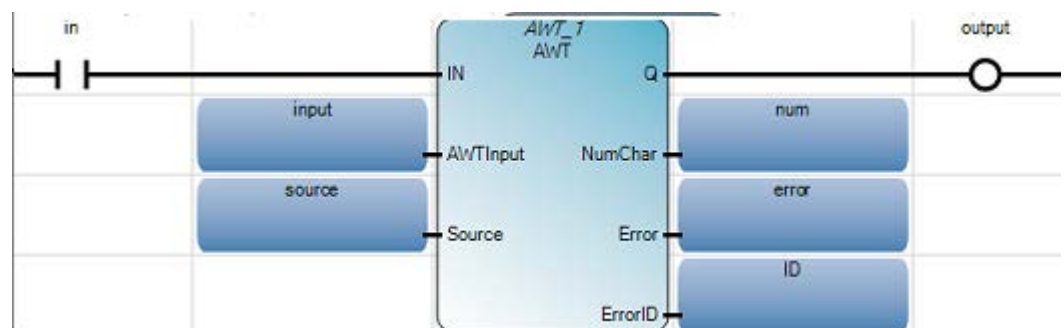 in
AWT_1
output
AWT
IN
Q
input
num
AWTInput
NumChar
source
error
Source
Error
ID
ErrorID